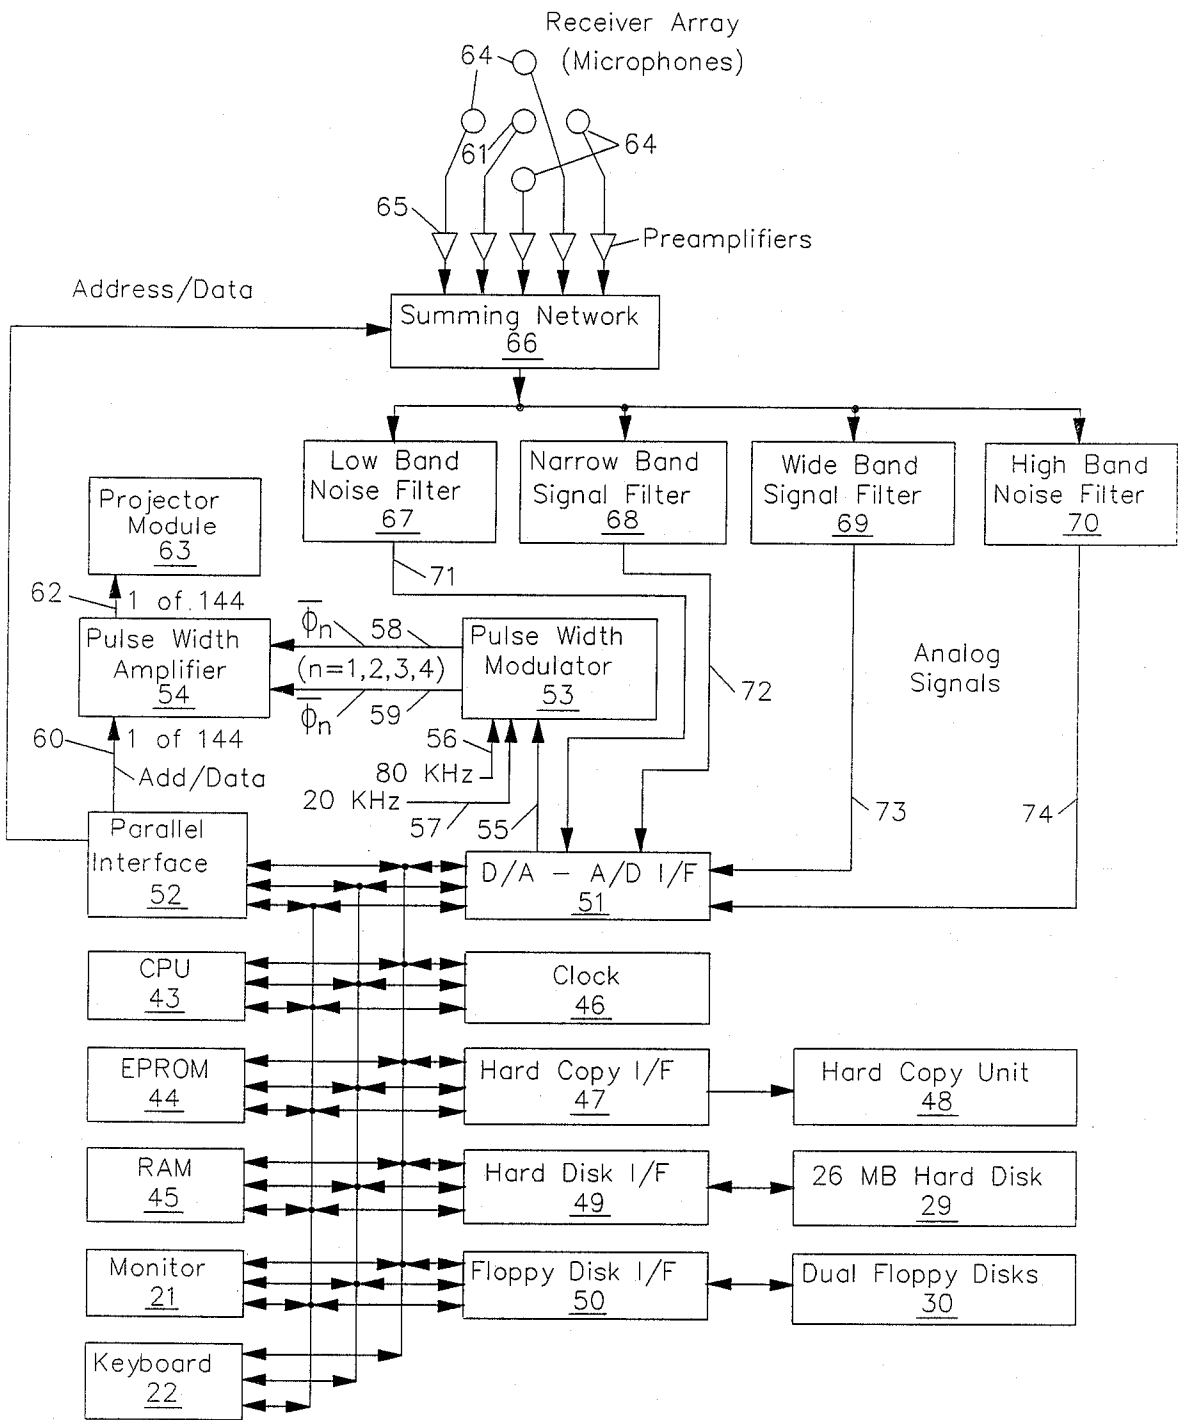 Receiver Array
(Microphones)
64
61
64
65
Preamplifiers
Address/Data
Summing Network
66
Low Band
Noise Filter
67
Narrow Band
Signal Filter
68
Wide Band
Signal Filter
69
High Band
Noise Filter
70
Projector
Module
63
71
62
1 of 144
Pulse Width
Amplifier
54
ϕ̅n
58
(n=1,2,3,4)
ϕ̅n
59
Pulse Width
Modulator
53
72
Analog
Signals
60
1 of 144
Add/Data
56
80 KHz
20 KHz
57
55
73
74
Parallel
Interface
52
D/A - A/D I/F
51
CPU
43
Clock
46
EPROM
44
Hard Copy I/F
47
Hard Copy Unit
48
RAM
45
Hard Disk I/F
49
26 MB Hard Disk
29
Monitor
21
Floppy Disk I/F
50
Dual Floppy Disks
30
Keyboard
22